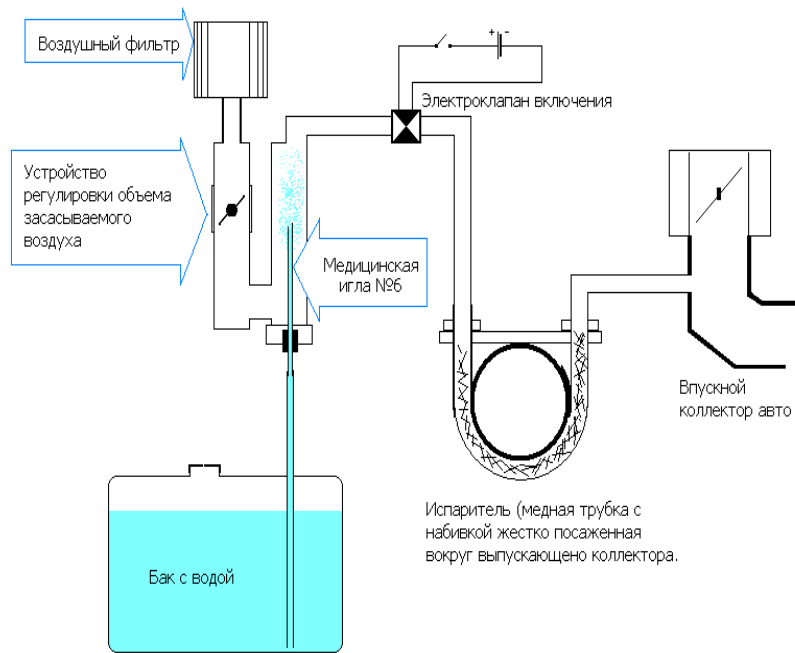 Воздушный фильтр
+ -
Электроклапан включения
Устройство
регулировки объема
засасываемого
воздуха
Медицинская
игла №6
Впускной
коллектор авто
Испаритель (медная трубка с
набивкой жестко посаженная
вокруг выпускающено коллектора.
Бак с водой